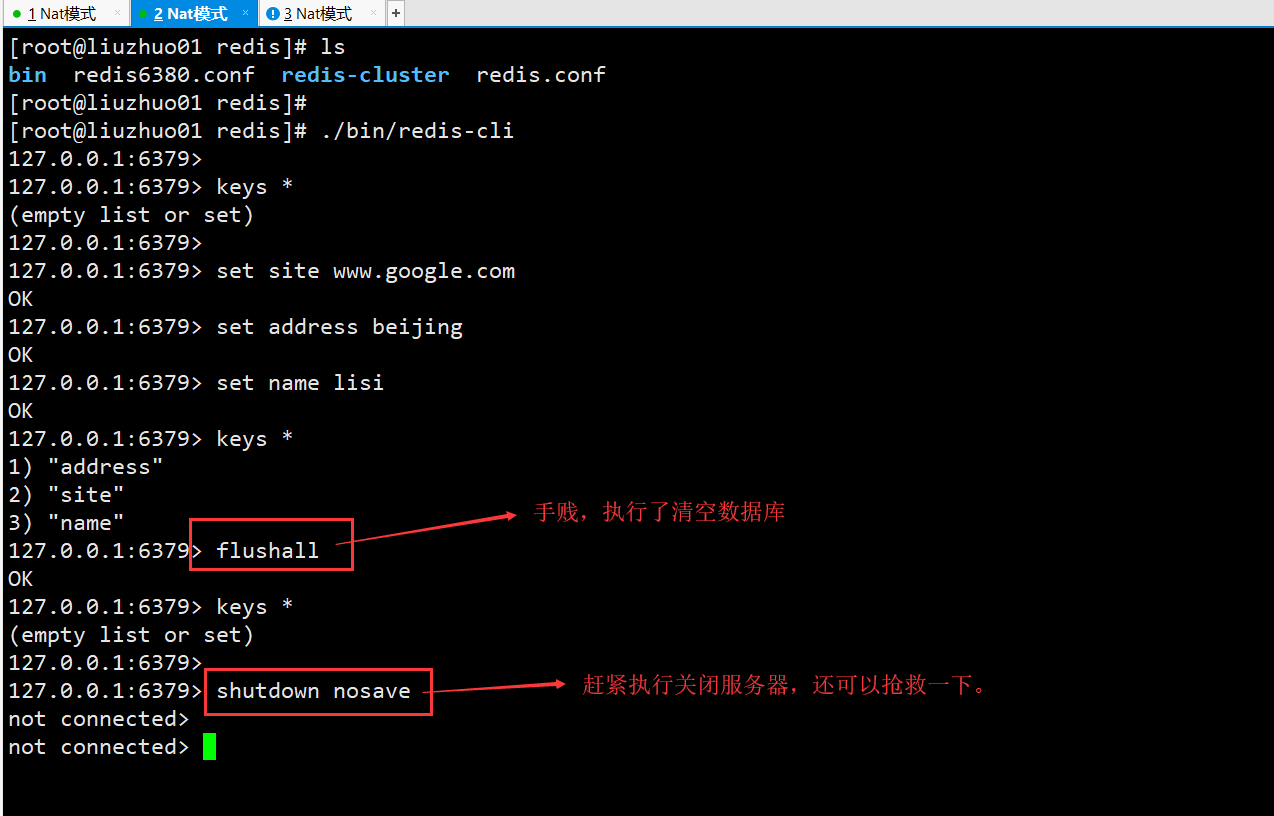 1 Nat模式 × 2 Nat模式 × 3 Nat模式 × +
[root@liuzhuo01 redis]# ls
bin  redis6380.conf  redis-cluster  redis.conf
[root@liuzhuo01 redis]#
[root@liuzhuo01 redis]# ./bin/redis-cli
127.0.0.1:6379>
127.0.0.1:6379> keys *
(empty list or set)
127.0.0.1:6379>
127.0.0.1:6379> set site www.google.com
OK
127.0.0.1:6379> set address beijing
OK
127.0.0.1:6379> set name lisi
OK
127.0.0.1:6379> keys *
1) "address"
2) "site"
3) "name"
手贱，执行了清空数据库
127.0.0.1:6379> flushall
OK
127.0.0.1:6379> keys *
(empty list or set)
127.0.0.1:6379>
127.0.0.1:6379> shutdown nosave
赶紧执行关闭服务器，还可以抢救一下。
not connected>
not connected>